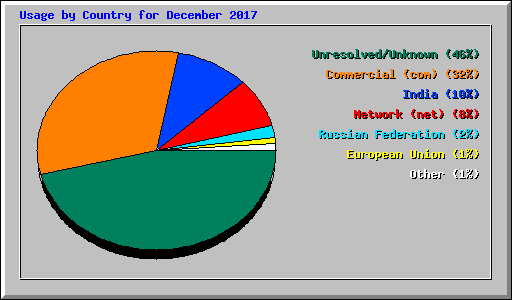 Usage by Country for December 2017
Unresolved/Unknown (46%)
Commercial (com) (32%)
India (10%)
Network (net) (8%)
Russian Federation (2%)
European Union (1%)
Other (1%)